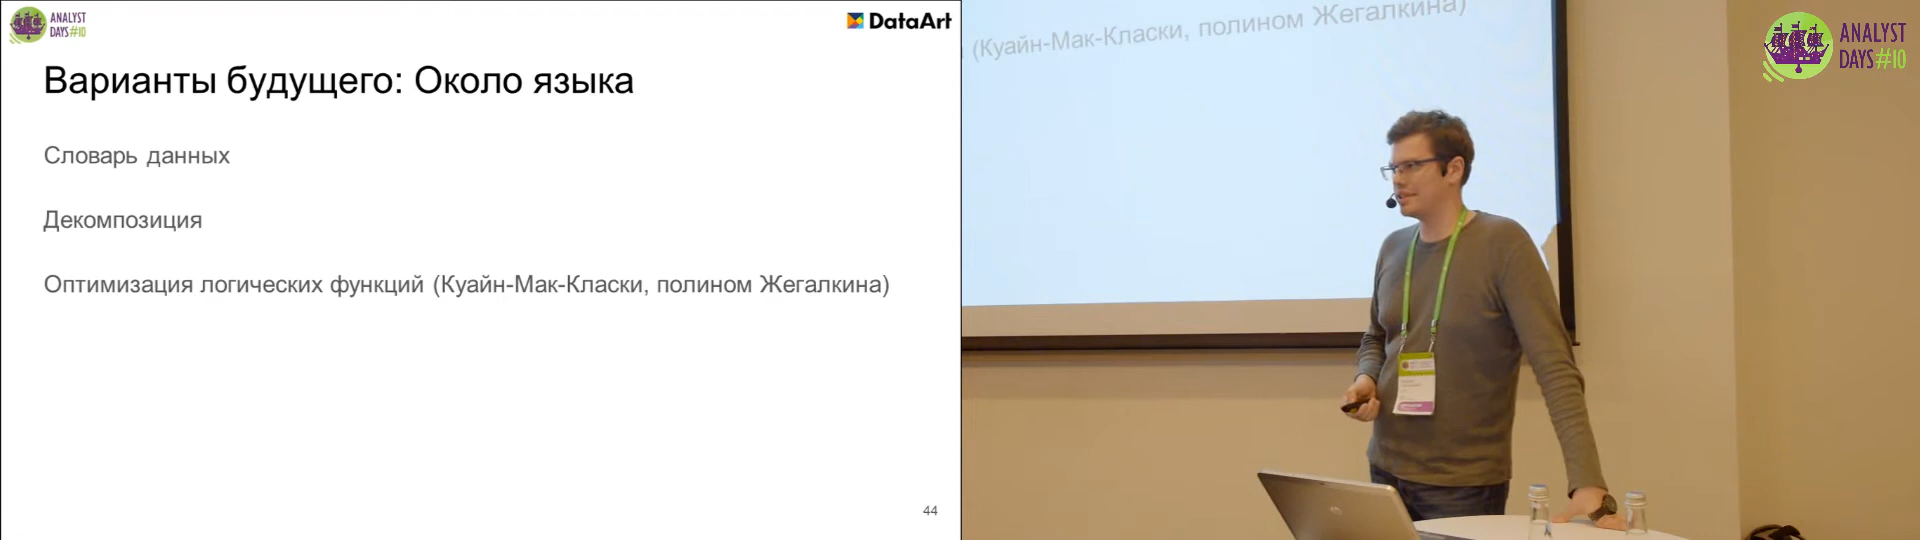 ANALYST
DAYS#10
DataArt
Варианты будущего: Около языка
Словарь данных
Декомпозиция
Оптимизация логических функций (Куайн-Мак-Класки, полином Жегалкина)
44
(Куайн-Мак-Класки, полином Жегалкина)
ANALYST
DAYS#10
hp